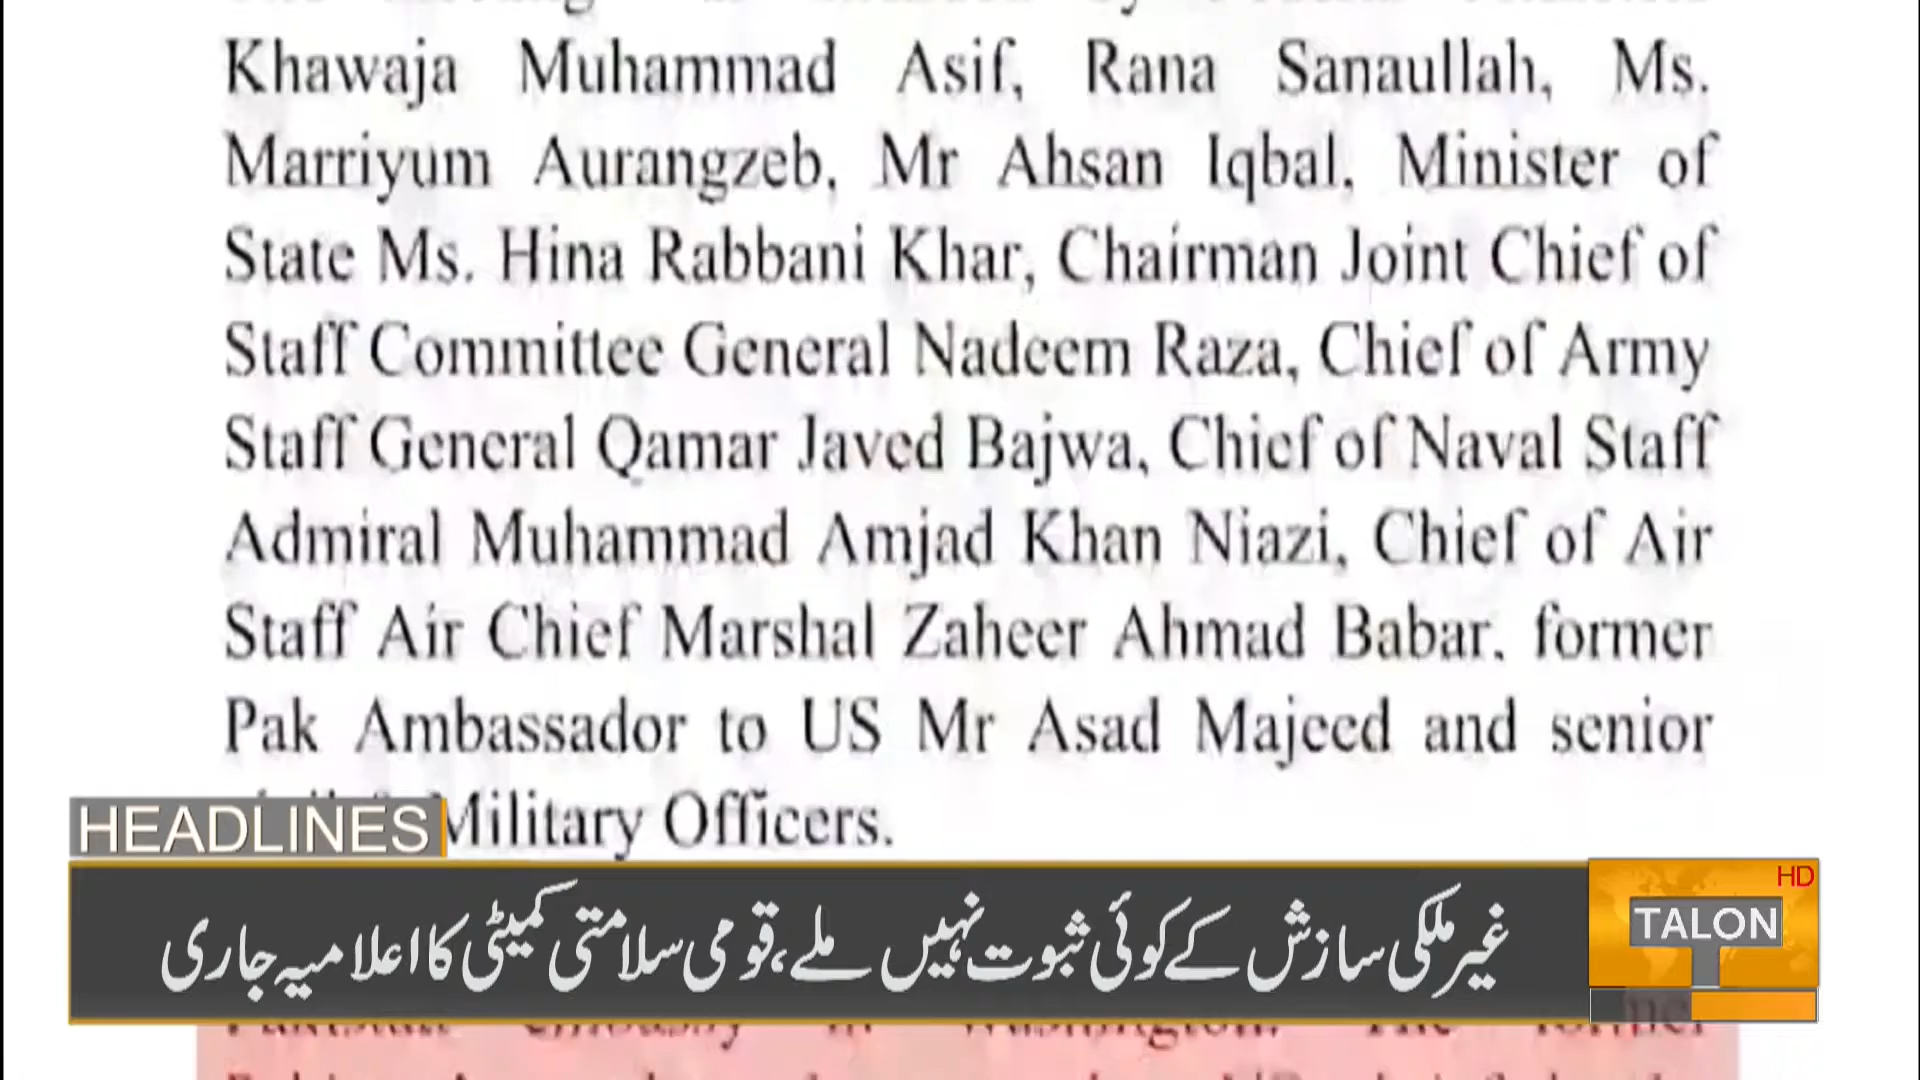 Khawaja Muhammad Asif, Rana Sanaullah, Ms.
Marriyum Aurangzeb, Mr Ahsan Iqbal, Minister of
State Ms. Hina Rabbani Khar, Chairman Joint Chief of
Staff Committee General Nadeem Raza, Chief of Army
Staff General Qamar Javed Bajwa, Chief of Naval Staff
Admiral Muhammad Amjad Khan Niazi, Chief of Air
Staff Air Chief Marshal Zaheer Ahmad Babar, former
Pak Ambassador to US Mr Asad Majeed and senior
Military Officers.
HEADLINES
غیر ملکی سازش کے کوئی ثبوت نہیں ملے، قومی سلامتی کمیٹی کا اعلامیہ جاری
HD
TALON